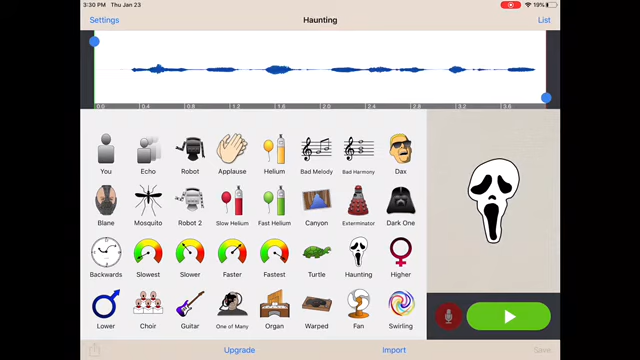 3:30 PM Thu Jan 23 19%
Settings Haunting List
0.0 0.4 0.8 1.2 1.6 2.0 2.4 2.8 3.2 3.6
You Echo Robot Applause Helium Bad Melody Bad Harmony Dax
Blane Mosquito Robot 2 Slow Helium Fast Helium Canyon Exterminator Dark One
Backwards Slowest Slower Faster Fastest Turtle Haunting Higher
Lower Choir Guitar One of Many Organ Warped Fan Swirling
Upgrade Import Save